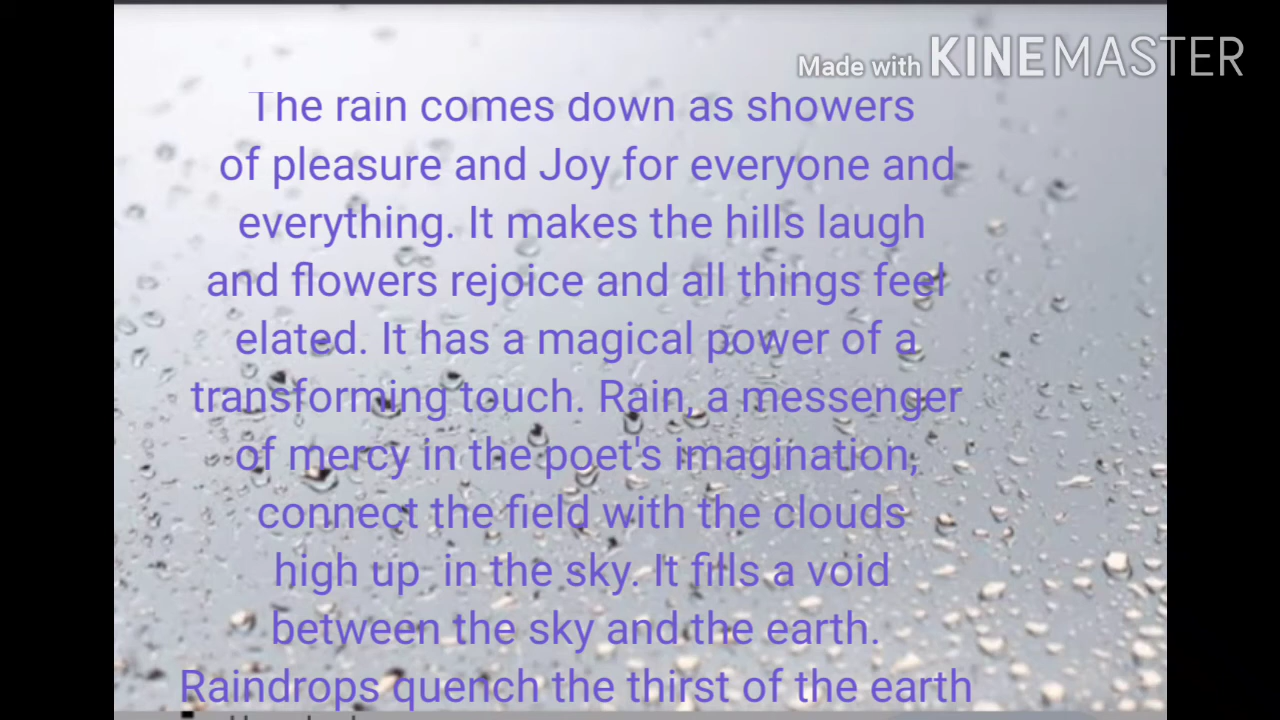 Made with KINEMASTER
The rain comes down as showers
of pleasure and Joy for everyone and
everything. It makes the hills laugh
and flowers rejoice and all things feel
elated. It has a magical power of a
transforming touch. Rain, a messenger
of mercy in the poet's imagination,
connect the field with the clouds
high up  in the sky. It fills a void
between the sky and the earth.
Raindrops quench the thirst of the earth